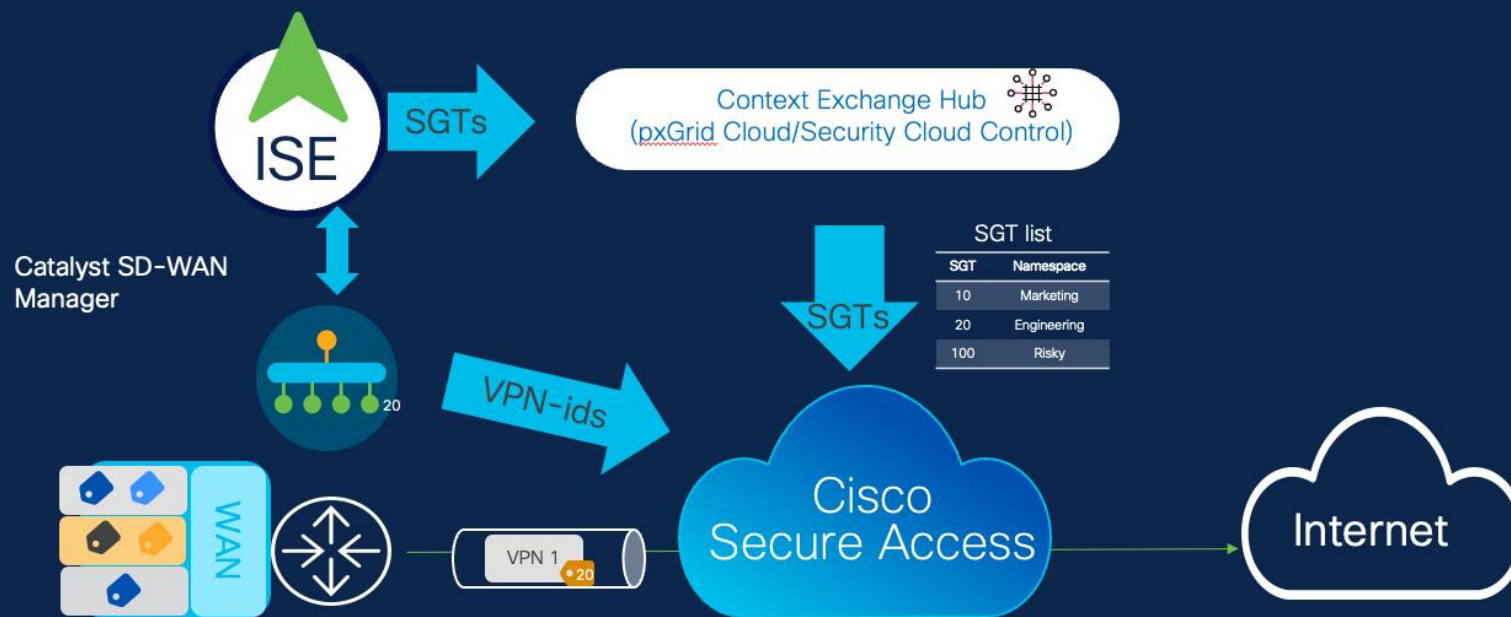 ISE
SGTs
Context Exchange Hub
(pxGrid Cloud/Security Cloud Control)
Catalyst SD-WAN
Manager
20
VPN-ids
SGTs
SGT list
SGT Namespace
10 Marketing
20 Engineering
100 Risky
WAN
VPN 1
20
Cisco
Secure Access
Internet